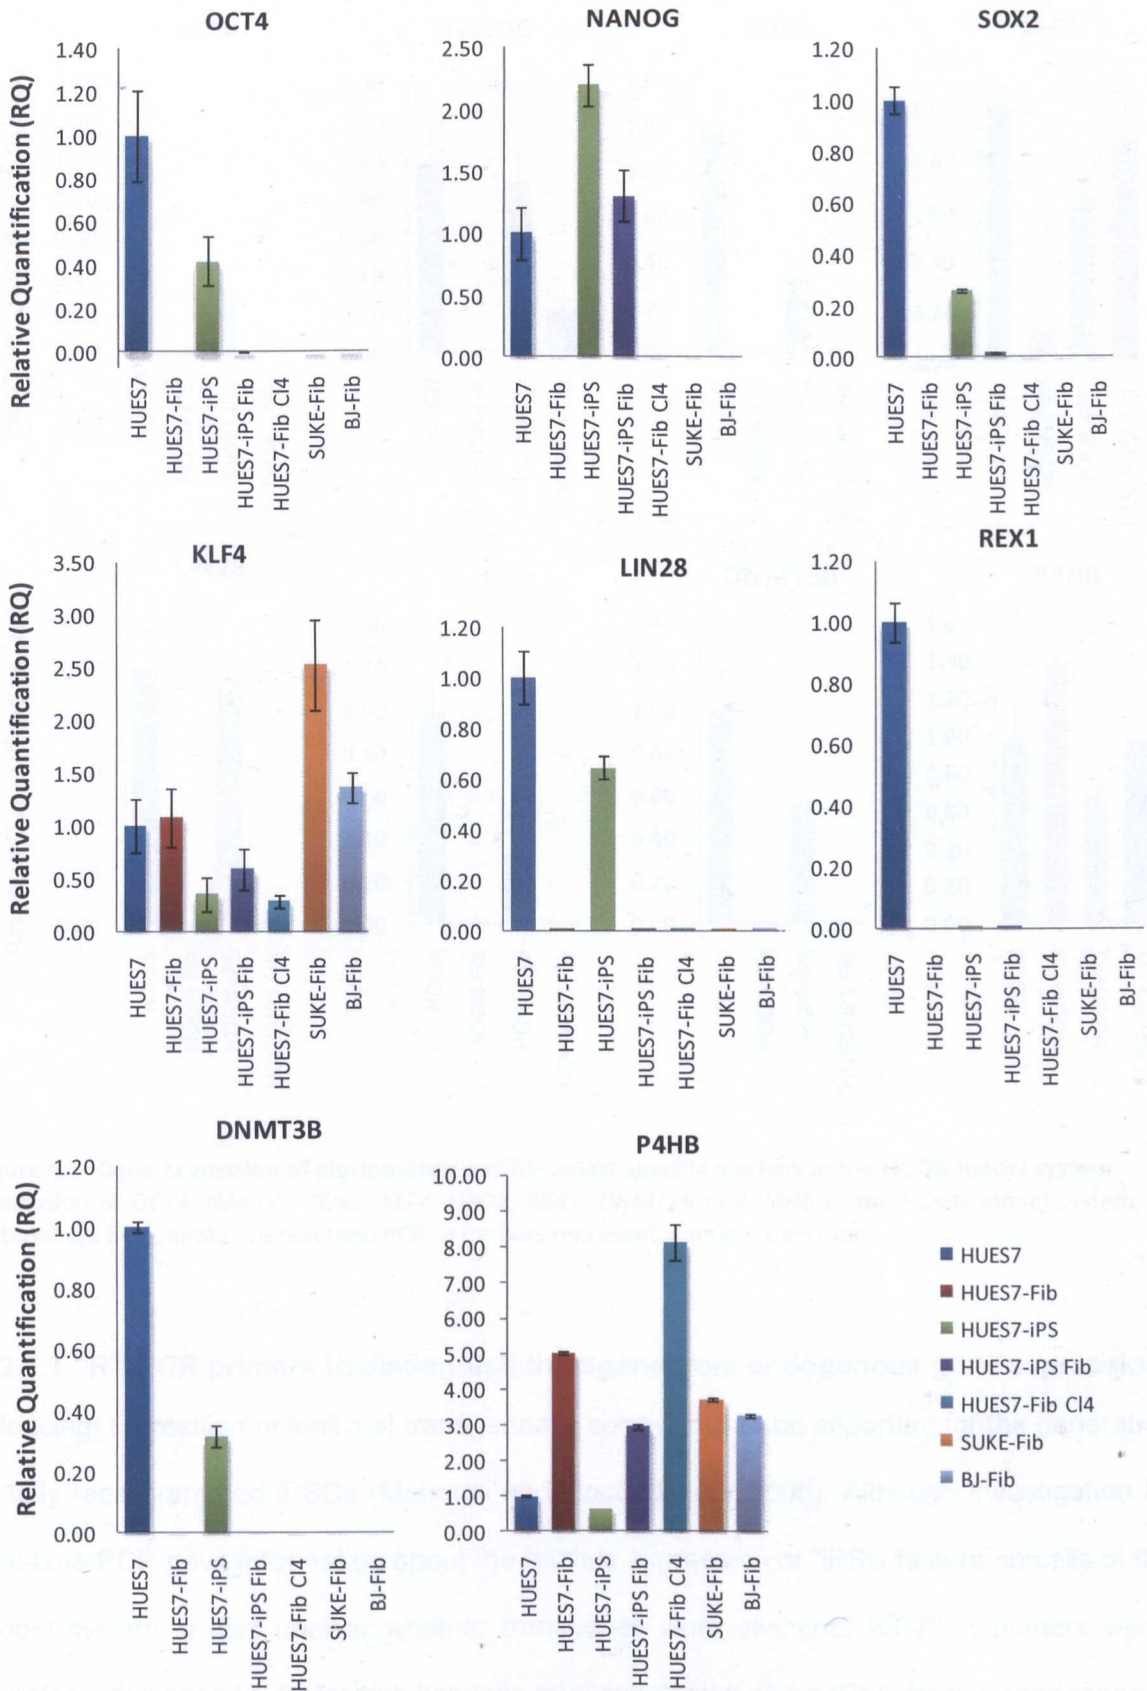 OCT4
Relative Quantification (RQ)
1.40
1.20
1.00
0.80
0.60
0.40
0.20
0.00
HUES7
HUES7-Fib
HUES7-iPS
HUES7-iPS Fib
HUES7-Fib Cl4
SUKE-Fib
BJ-Fib
NANOG
2.50
2.00
1.50
1.00
0.50
0.00
HUES7
HUES7-Fib
HUES7-iPS
HUES7-iPS Fib
HUES7-Fib Cl4
SUKE-Fib
BJ-Fib
SOX2
1.20
1.00
0.80
0.60
0.40
0.20
0.00
HUES7
HUES7-Fib
HUES7-iPS
HUES7-iPS Fib
HUES7-Fib Cl4
SUKE-Fib
BJ-Fib
KLF4
Relative Quantification (RQ)
3.50
3.00
2.50
2.00
1.50
1.00
0.50
0.00
HUES7
HUES7-Fib
HUES7-iPS
HUES7-iPS Fib
HUES7-Fib Cl4
SUKE-Fib
BJ-Fib
LIN28
1.20
1.00
0.80
0.60
0.40
0.20
0.00
HUES7
HUES7-Fib
HUES7-iPS
HUES7-iPS Fib
HUES7-Fib Cl4
SUKE-Fib
BJ-Fib
REX1
1.20
1.00
0.80
0.60
0.40
0.20
0.00
HUES7
HUES7-Fib
HUES7-iPS
HUES7-iPS Fib
HUES7-Fib Cl4
SUKE-Fib
BJ-Fib
DNMT3B
Relative Quantification (RQ)
1.20
1.00
0.80
0.60
0.40
0.20
0.00
HUES7
HUES7-Fib
HUES7-iPS
HUES7-iPS Fib
HUES7-Fib Cl4
SUKE-Fib
BJ-Fib
P4HB
10.00
9.00
8.00
7.00
6.00
5.00
4.00
3.00
2.00
1.00
0.00
HUES7
HUES7-Fib
HUES7-iPS
HUES7-iPS Fib
HUES7-Fib Cl4
SUKE-Fib
BJ-Fib
HUES7
HUES7-Fib
HUES7-iPS
HUES7-iPS Fib
HUES7-Fib Cl4
SUKE-Fib
BJ-Fib